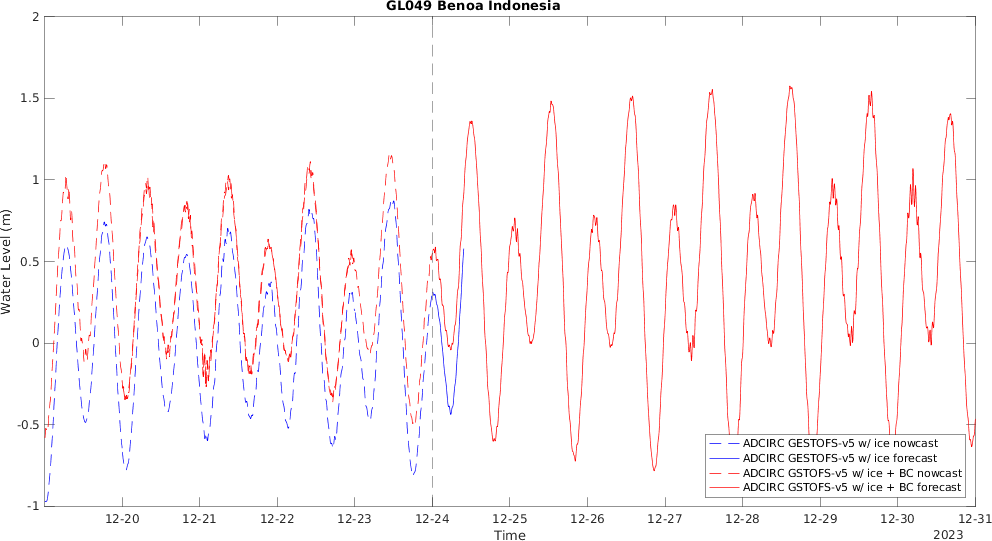 GL049 Benoa Indonesia
2
1.5
1
0.5
0
-0.5
-1
Water Level (m)
12-20 12-21 12-22 12-23 12-24 12-25 12-26 12-27 12-28 12-29 12-30 12-31
Time
2023
ADCIRC GESTOFS-v5 w/ ice nowcast
ADCIRC GESTOFS-v5 w/ ice forecast
ADCIRC GSTOFS-v5 w/ ice + BC nowcast
ADCIRC GSTOFS-v5 w/ ice + BC forecast